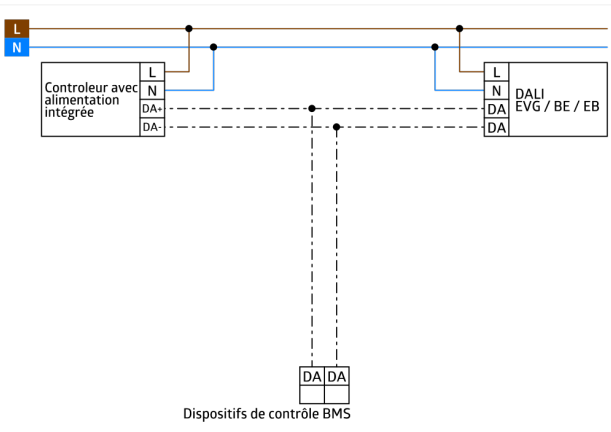 L
N
Controleur avec
alimentation
intégrée
L
N
DA+
DA-
L
N
DA
DA
DALI
EVG / BE / EB
DA DA
Dispositifs de contrôle BMS